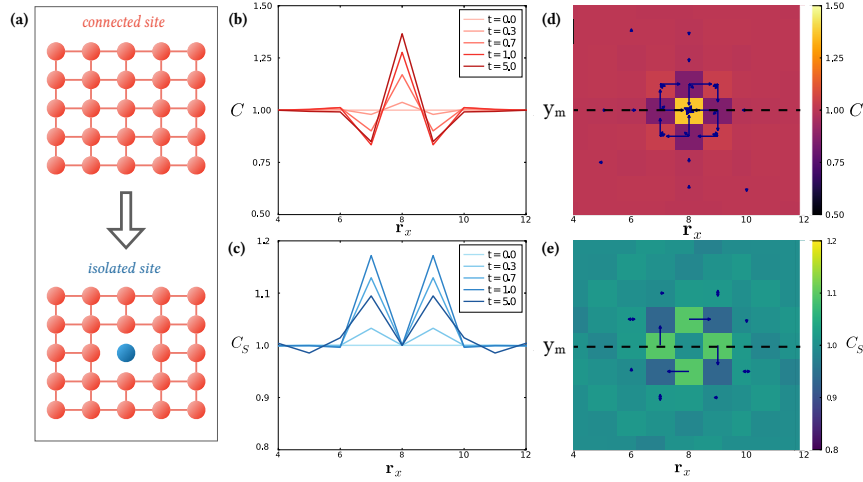 (a)
connected site
isolated site
(b)
1.50
C
1.00
0.75
0.50
4
6
8
10
12
r_x
t=0.0
t=0.3
t=0.7
t=1.0
t=5.0
(c)
1.2
1.1
C_S
1.0
0.9
0.8
4
6
8
10
12
r_x
t=0.0
t=0.3
t=0.7
t=1.0
t=5.0
(d)
y_m
4
6
8
10
12
r_x
1.50
1.25
C
1.00
0.75
0.50
(e)
y_m
4
6
8
10
12
r_x
1.2
1.1
C_S
1.0
0.9
0.8